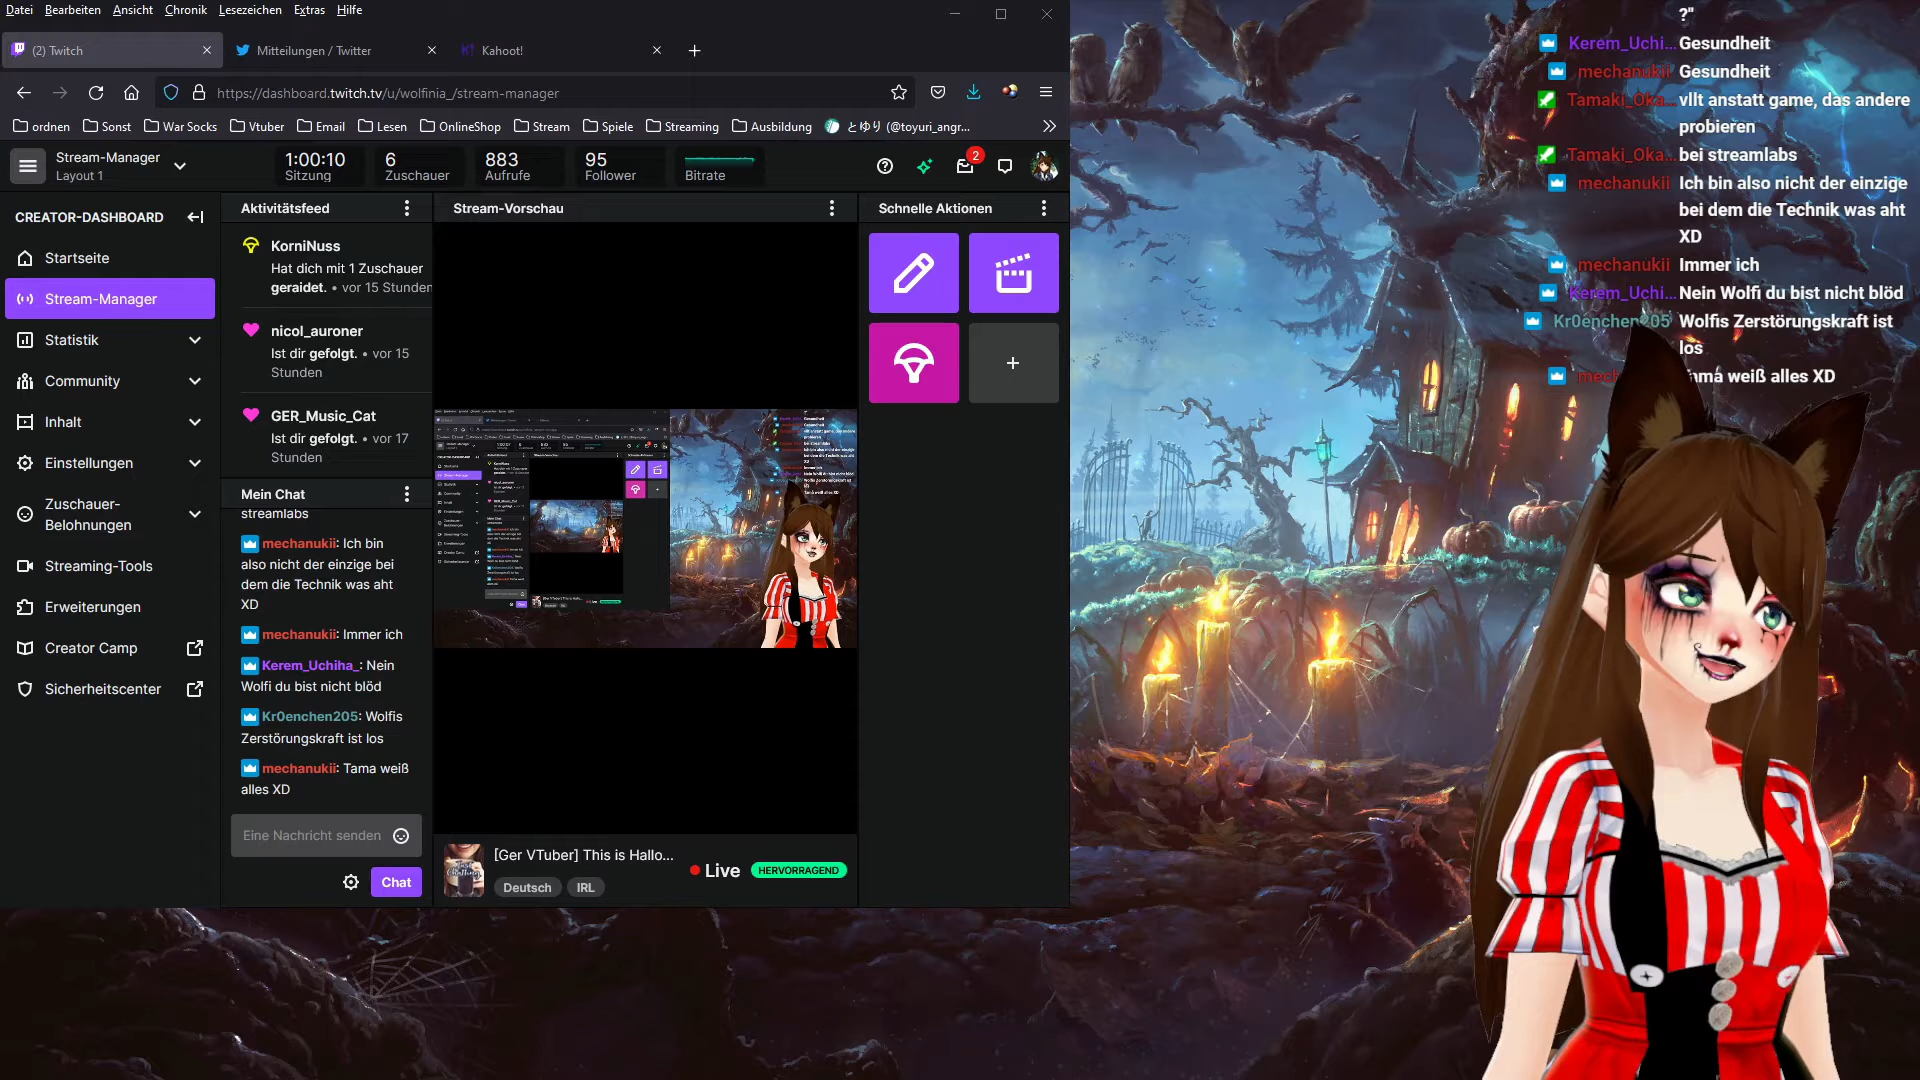 Datei Bearbeiten Ansicht Chronik Lesezeichen Extras Hilfe
(2) Twitch
Mitteilungen / Twitter
Kahoot!
https://dashboard.twitch.tv/u/wolfinia_/stream-manager
ordnen Sonst War Socks Vtuber Email Lesen OnlineShop Stream Spiele Streaming Ausbildung とゆり (@toyuri_angr...
Stream-Manager
Layout 1
1:00:10
Sitzung
6
Zuschauer
883
Aufrufe
95
Follower
Bitrate
2
CREATOR-DASHBOARD
Startseite
Stream-Manager
Statistik
Community
Inhalt
Einstellungen
Zuschauer-
Belohnungen
Streaming-Tools
Erweiterungen
Creator Camp
Sicherheitscenter
Aktivitätsfeed
KorniNuss
Hat dich mit 1 Zuschauer
geraidet. • vor 15 Stunden
nicol_auroner
Ist dir gefolgt. • vor 15
Stunden
GER_Music_Cat
Ist dir gefolgt. • vor 17
Stunden
Mein Chat
streamlabs
mechanukii: Ich bin
also nicht der einzige bei
dem die Technik was aht
XD
mechanukii: Immer ich
Kerem_Uchiha_: Nein
Wolfi du bist nicht blöd
Kr0enchen205: Wolfis
Zerstörungskraft ist los
mechanukii: Tama weiß
alles XD
Eine Nachricht senden
Chat
Stream-Vorschau
[Ger VTuber] This is Hallo...
Deutsch IRL
Live
HERVORRAGEND
Schnelle Aktionen
?"
Kerem_Uchi... Gesundheit
mechanukii Gesundheit
Tamaki_Oka... vllt anstatt game, das andere
probieren
Tamaki_Oka... bei streamlabs
mechanukii Ich bin also nicht der einzige
bei dem die Technik was aht
XD
mechanukii Immer ich
Kerem_Uchi... Nein Wolfi du bist nicht blöd
Kr0enchen205 Wolfis Zerstörungskraft ist
los
weiß alles XD